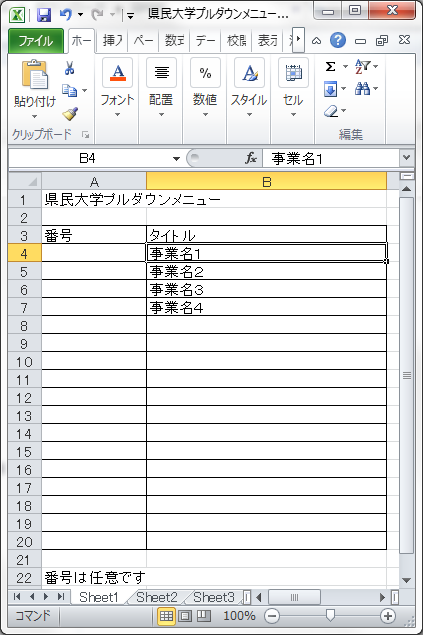 県民大学プルダウンメニュー...
ファイル ホー 挿入 ペー 数式 デー 校閲 表示
貼り付け フォント 配置 数値 スタイル セル
クリップボード 編集
B4 fx 事業名1
A B
1 県民大学プルダウンメニュー
2
3 番号 タイトル
4 事業名1
5 事業名2
6 事業名3
7 事業名4
8
9
10
11
12
13
14
15
16
17
18
19
20
21
22 番号は任意です
Sheet1 Sheet2 Sheet3
コマンド 100%